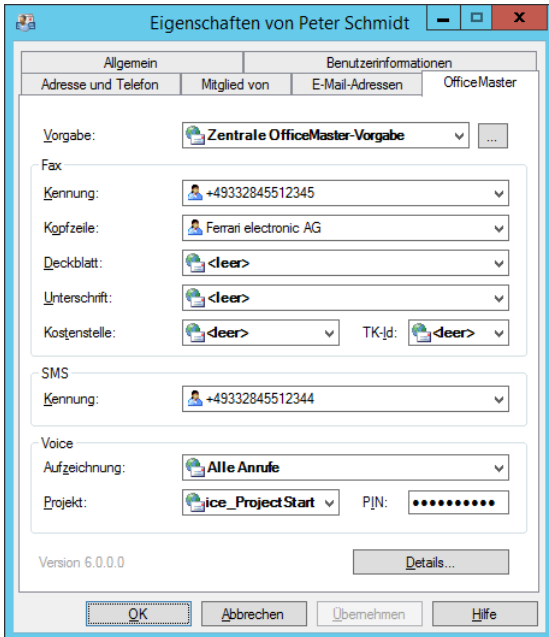 Eigenschaften von Peter Schmidt
Allgemein Benutzerinformationen
Adresse und Telefon Mitglied von E-Mail-Adressen OfficeMaster
Vorgabe: Zentrale OfficeMaster-Vorgabe ...
Fax
Kennung: +49332845512345
Kopfzeile: Ferrari electronic AG
Deckblatt: <leer>
Unterschrift: <leer>
Kostenstelle: <leer> TK-Id: <leer>
SMS
Kennung: +49332845512344
Voice
Aufzeichnung: Alle Anrufe
Projekt: ice_ProjectStart PIN: ●●●●●●●●●●
Version 6.0.0.0 Details...
OK Abbrechen Übernehmen Hilfe